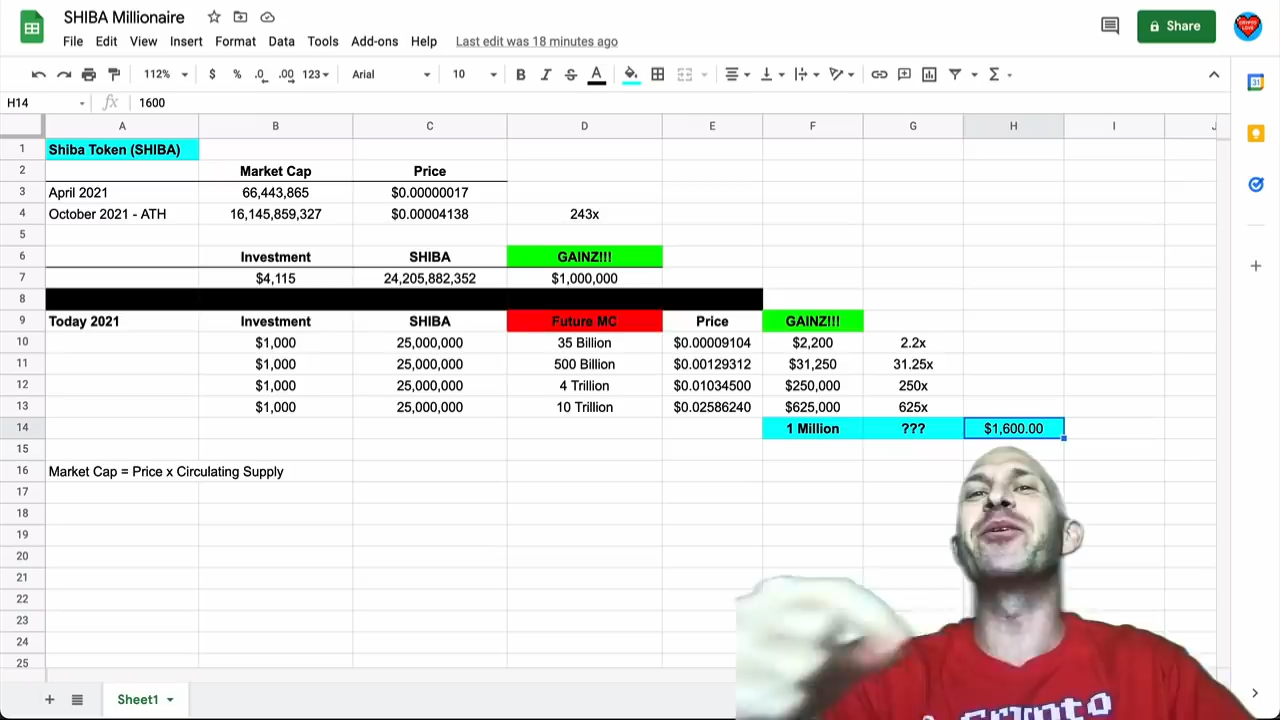 SHIBA Millionaire
File Edit View Insert Format Data Tools Add-ons Help Last edit was 18 minutes ago
Share
112% $ % .0 .00 123 Arial 10 B I S A
H14 fx 1600
A B C D E F G H I J
1 Shiba Token (SHIBA)
2 Market Cap Price
3 April 2021 66,443,865 $0.00000017
4 October 2021 - ATH 16,145,859,327 $0.00004138 243x
5
6 Investment SHIBA GAINZ!!!
7 $4,115 24,205,882,352 $1,000,000
8
9 Today 2021 Investment SHIBA Future MC Price GAINZ!!!
10 $1,000 25,000,000 35 Billion $0.00009104 $2,200 2.2x
11 $1,000 25,000,000 500 Billion $0.00129312 $31,250 31.25x
12 $1,000 25,000,000 4 Trillion $0.01034500 $250,000 250x
13 $1,000 25,000,000 10 Trillion $0.02586240 $625,000 625x
14 1 Million ??? $1,600.00
15
16 Market Cap = Price x Circulating Supply
17
18
19
20
21
22
23
24
25
Sheet1
31
Crypto